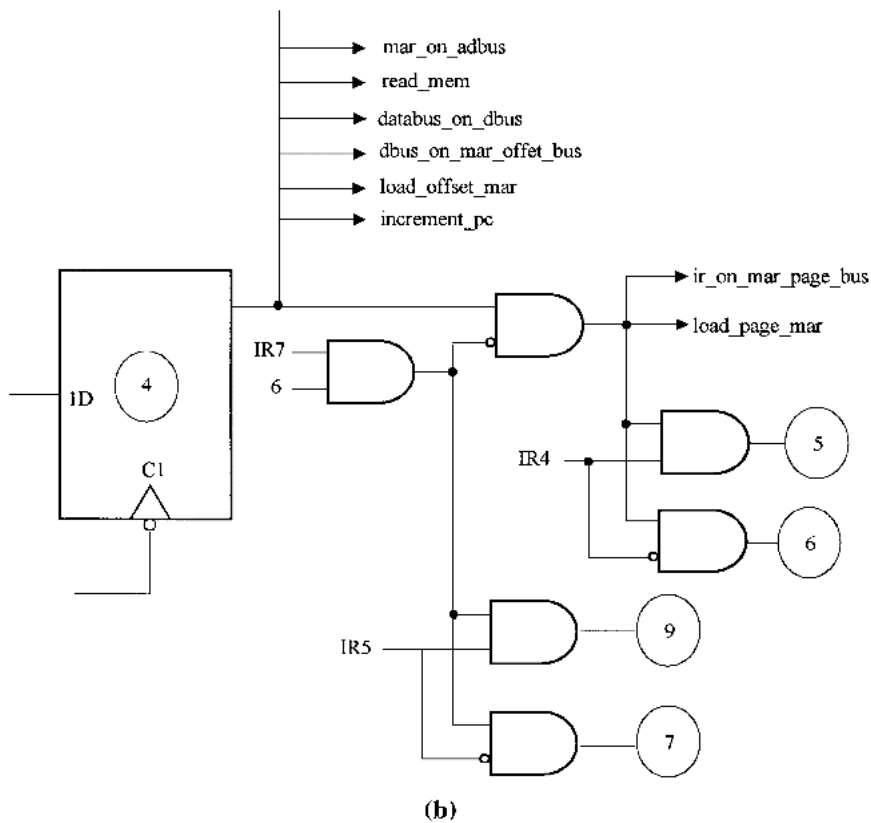 mar_on_adbus
read_mem
databus_on_dbus
dbus_on_mar_offet_bus
load_offset_mar
increment_pc
ir_on_mar_page_bus
load_page_mar
IR7
6
4
1D
C1
IR4
5
6
IR5
9
7
(b)